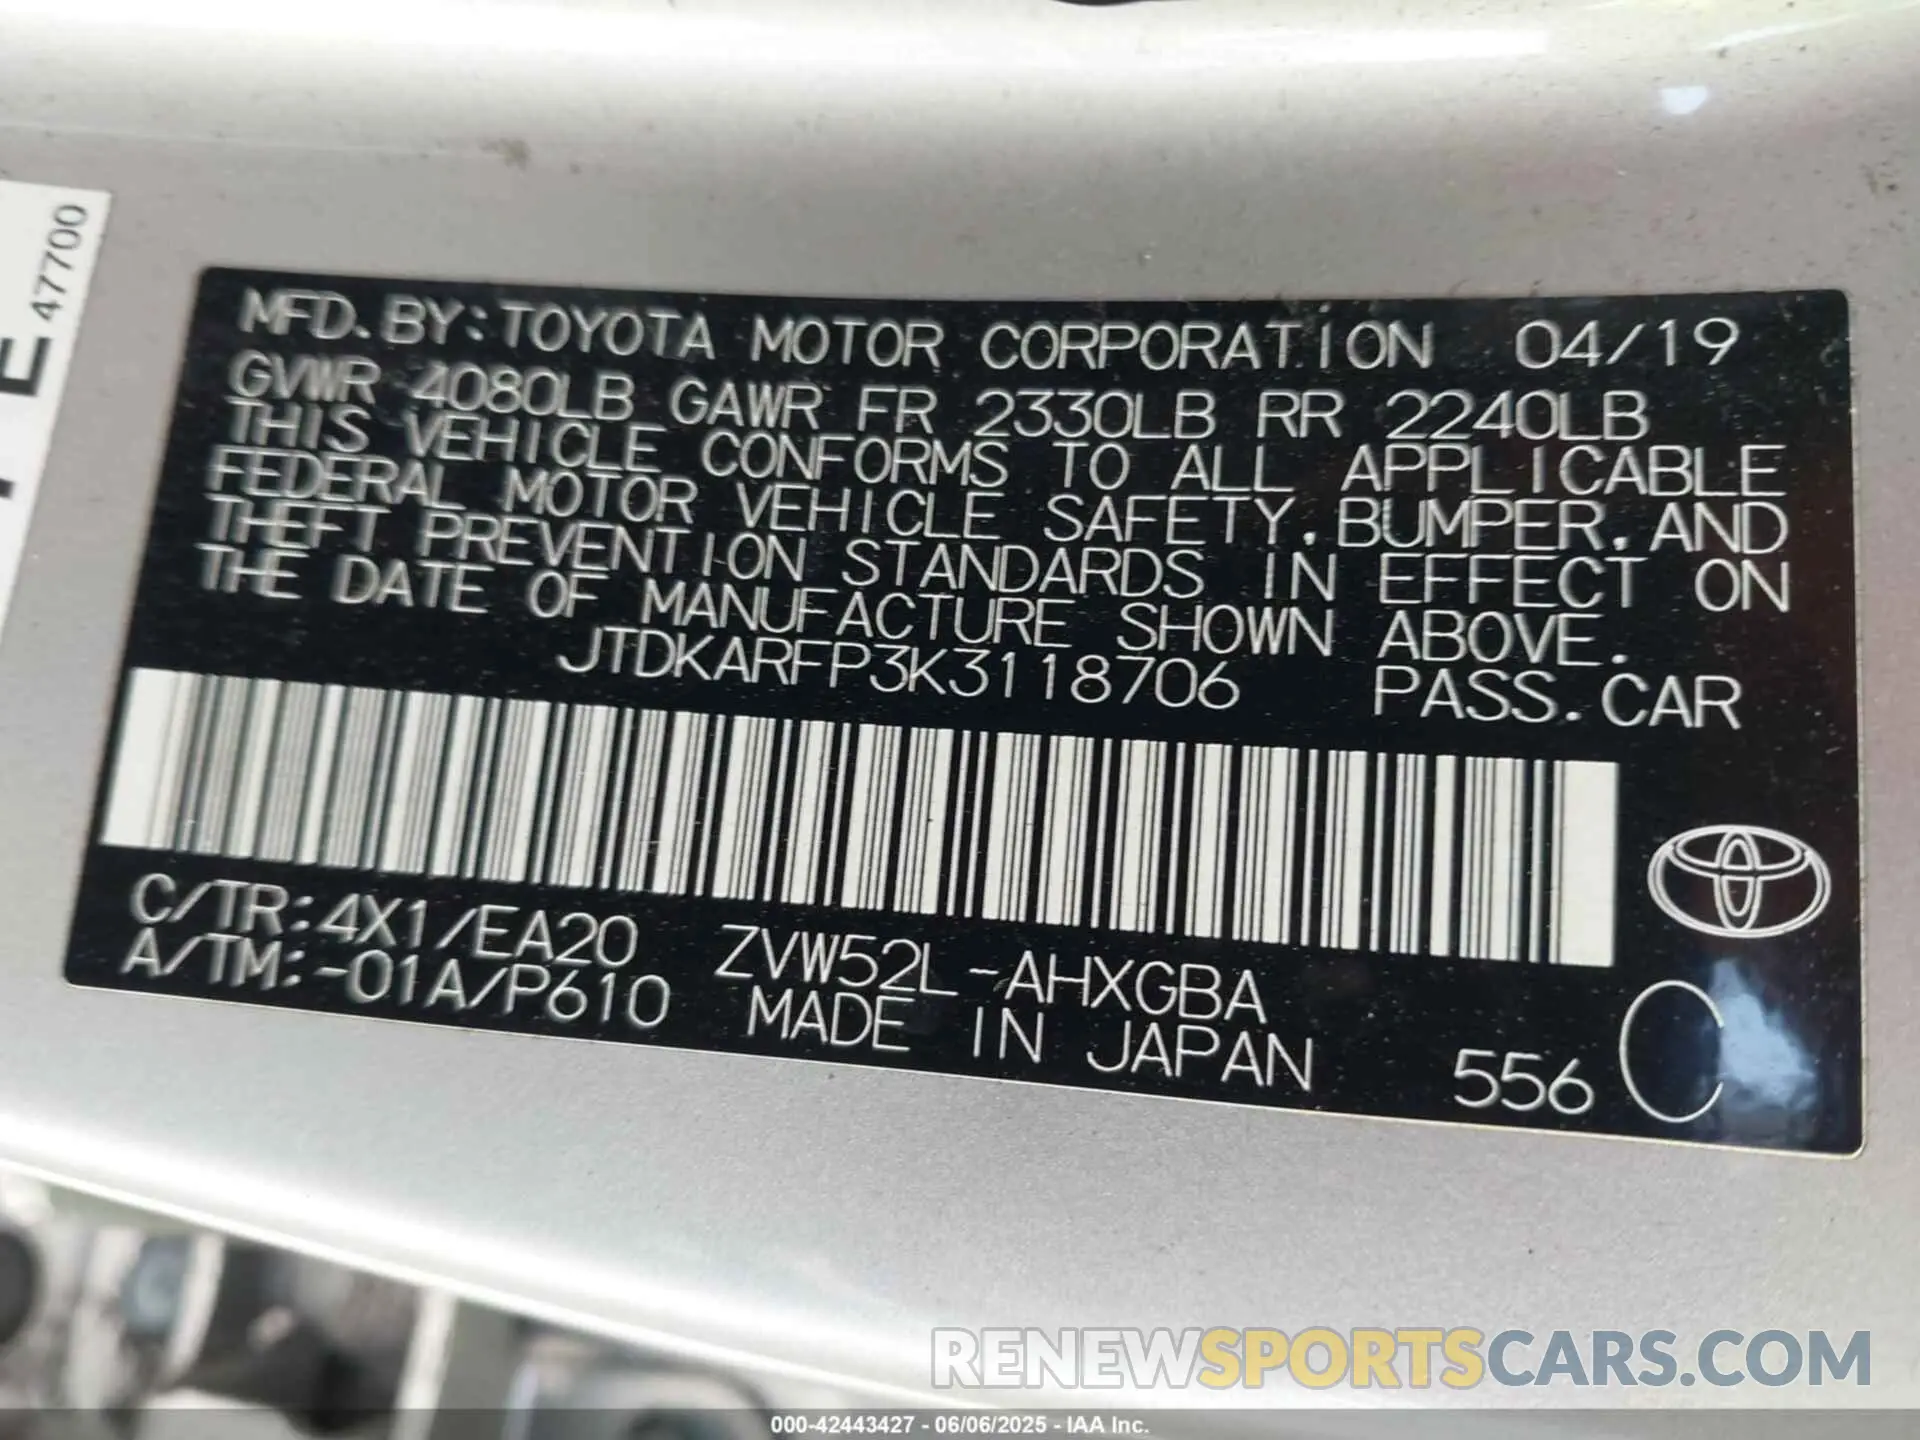 47700
E
MFD. BY: TOYOTA MOTOR CORPORATION 04/19
GVWR 4080LB GAWR FR 2330LB RR 2240LB
THIS VEHICLE CONFORMS TO ALL APPLICABLE
FEDERAL MOTOR VEHICLE SAFETY, BUMPER, AND
THEFT PREVENTION STANDARDS IN EFFECT ON
THE DATE OF MANUFACTURE SHOWN ABOVE.
JTDKARFP3K3118706 PASS. CAR
C/TR: 4X1/EA20 ZVW52L-AHXGBA
A/TM: -01A/P610 MADE IN JAPAN 556 C
RENEWSPORTSCARS.COM
000-42443427 - 06/06/2025 - IAA Inc.